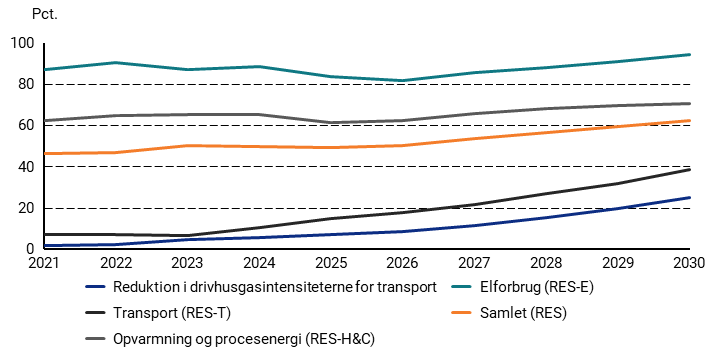 Pct.
100
80
60
40
20
0
2021 2022 2023 2024 2025 2026 2027 2028 2029 2030
Reduktion i drivhusgasintensiteterne for transport
Elforbrug (RES-E)
Transport (RES-T)
Samlet (RES)
Opvarmning og procesenergi (RES-H&C)